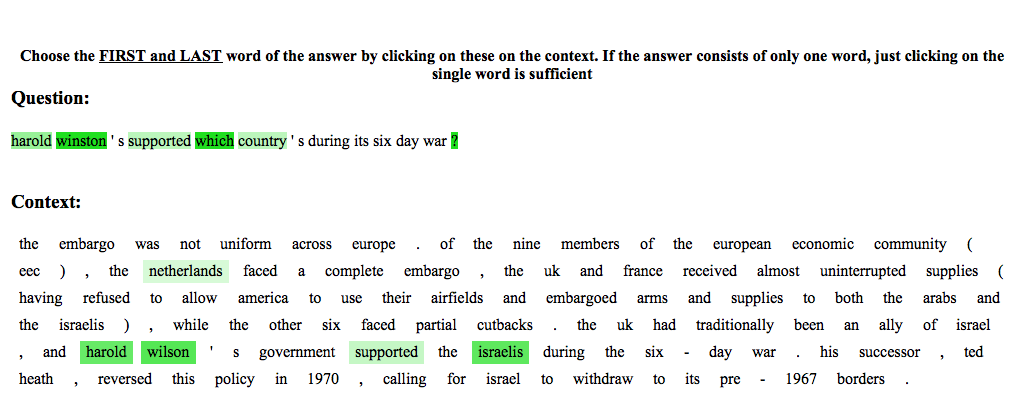 Choose the FIRST and LAST word of the answer by clicking on these on the context. If the answer consists of only one word, just clicking on the
single word is sufficient
Question:
harold winston ' s supported which country ' s during its six day war ?
Context:
the embargo was not uniform across europe . of the nine members of the european economic community (
eec ) , the netherlands faced a complete embargo , the uk and france received almost uninterrupted supplies (
having refused to allow america to use their airfields and embargoed arms and supplies to both the arabs and
the israelis ) , while the other six faced partial cutbacks . the uk had traditionally been an ally of israel
, and harold wilson ' s government supported the israelis during the six - day war . his successor , ted
heath , reversed this policy in 1970 , calling for israel to withdraw to its pre - 1967 borders .